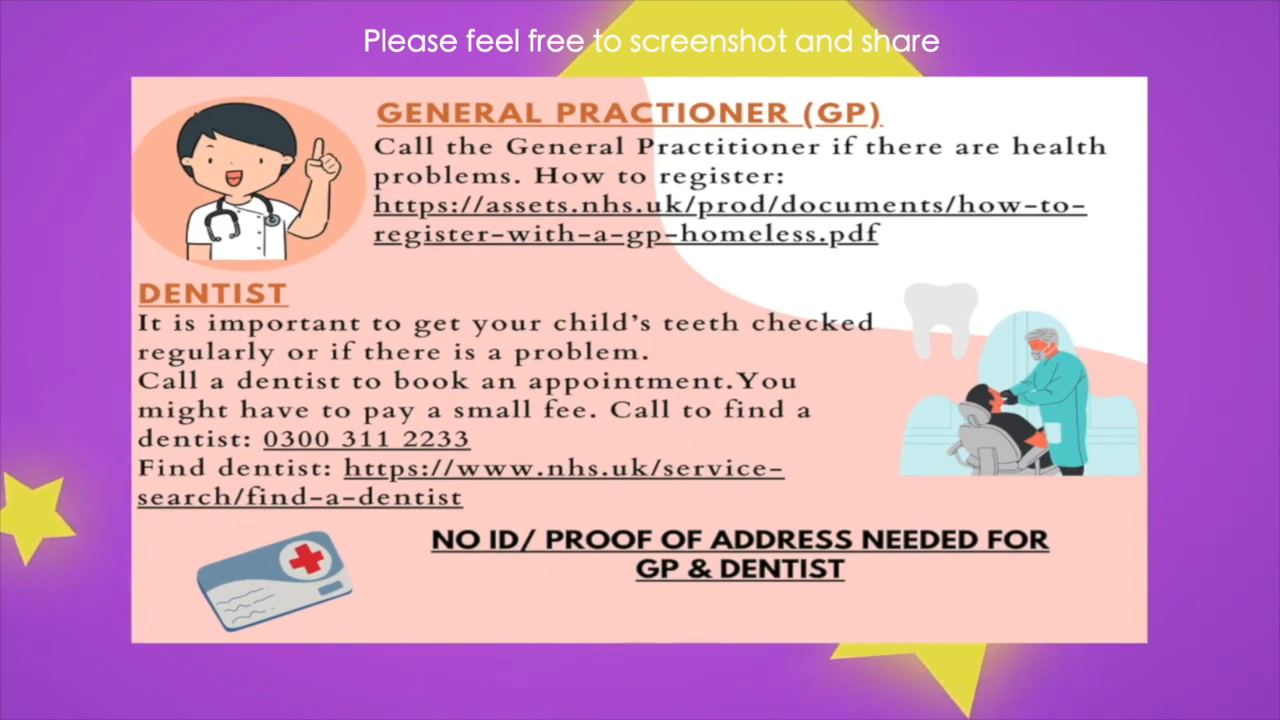 Please feel free to screenshot and share
GENERAL PRACTIONER (GP)
Call the General Practitioner if there are health
problems. How to register:
https://assets.nhs.uk/prod/documents/how-to-
register-with-a-gp-homeless.pdf
DENTIST
It is important to get your child's teeth checked
regularly or if there is a problem.
Call a dentist to book an appointment.You
might have to pay a small fee. Call to find a
dentist: 0300 311 2233
Find dentist: https://www.nhs.uk/service-
search/find-a-dentist
NO ID/ PROOF OF ADDRESS NEEDED FOR
GP & DENTIST